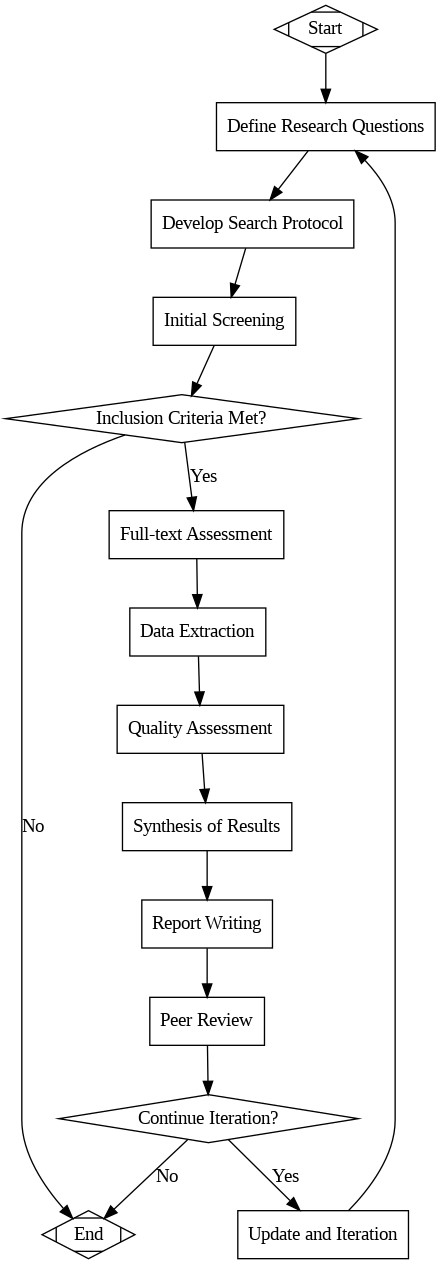 Start
Define Research Questions
Develop Search Protocol
Initial Screening
Inclusion Criteria Met?
Yes
Full-text Assessment
Data Extraction
Quality Assessment
Synthesis of Results
No
Report Writing
Peer Review
Continue Iteration?
No
Yes
End
Update and Iteration